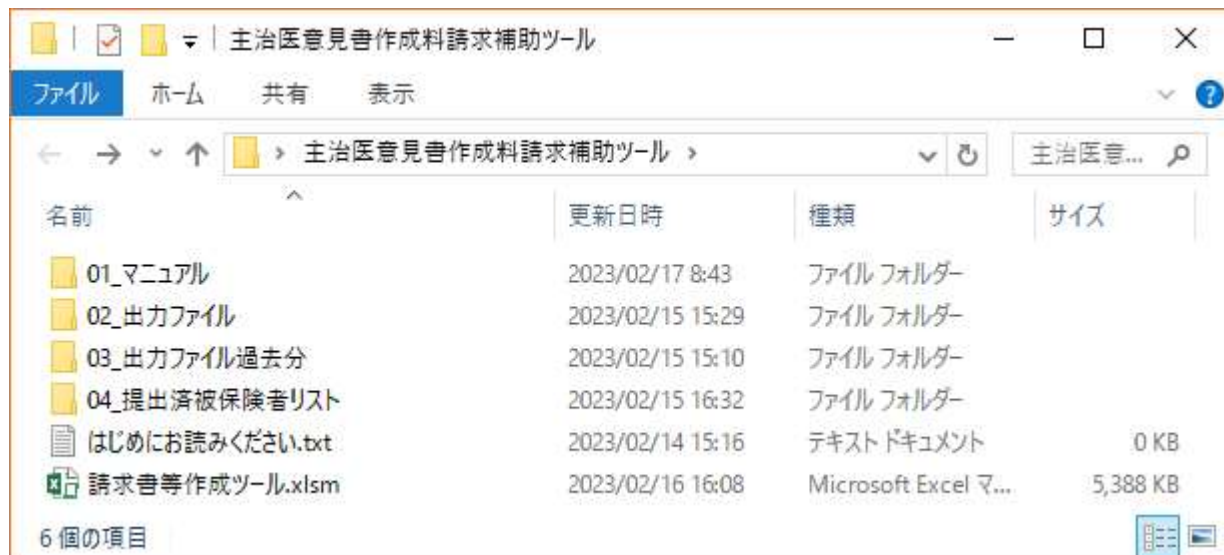 主治医意見書作成料請求補助ツール
ファイル ホーム 共有 表示
主治医意見書作成料請求補助ツール 主治医意...
名前 更新日時 種類 サイズ
01_マニュアル 2023/02/17 8:43 ファイル フォルダー
02_出力ファイル 2023/02/15 15:29 ファイル フォルダー
03_出力ファイル過去分 2023/02/15 15:10 ファイル フォルダー
04_提出済被保険者リスト 2023/02/15 16:32 ファイル フォルダー
はじめにお読みください.txt 2023/02/14 15:16 テキスト ドキュメント 0 KB
請求書等作成ツール.xlsm 2023/02/16 16:08 Microsoft Excel マ... 5,388 KB
6 個の項目